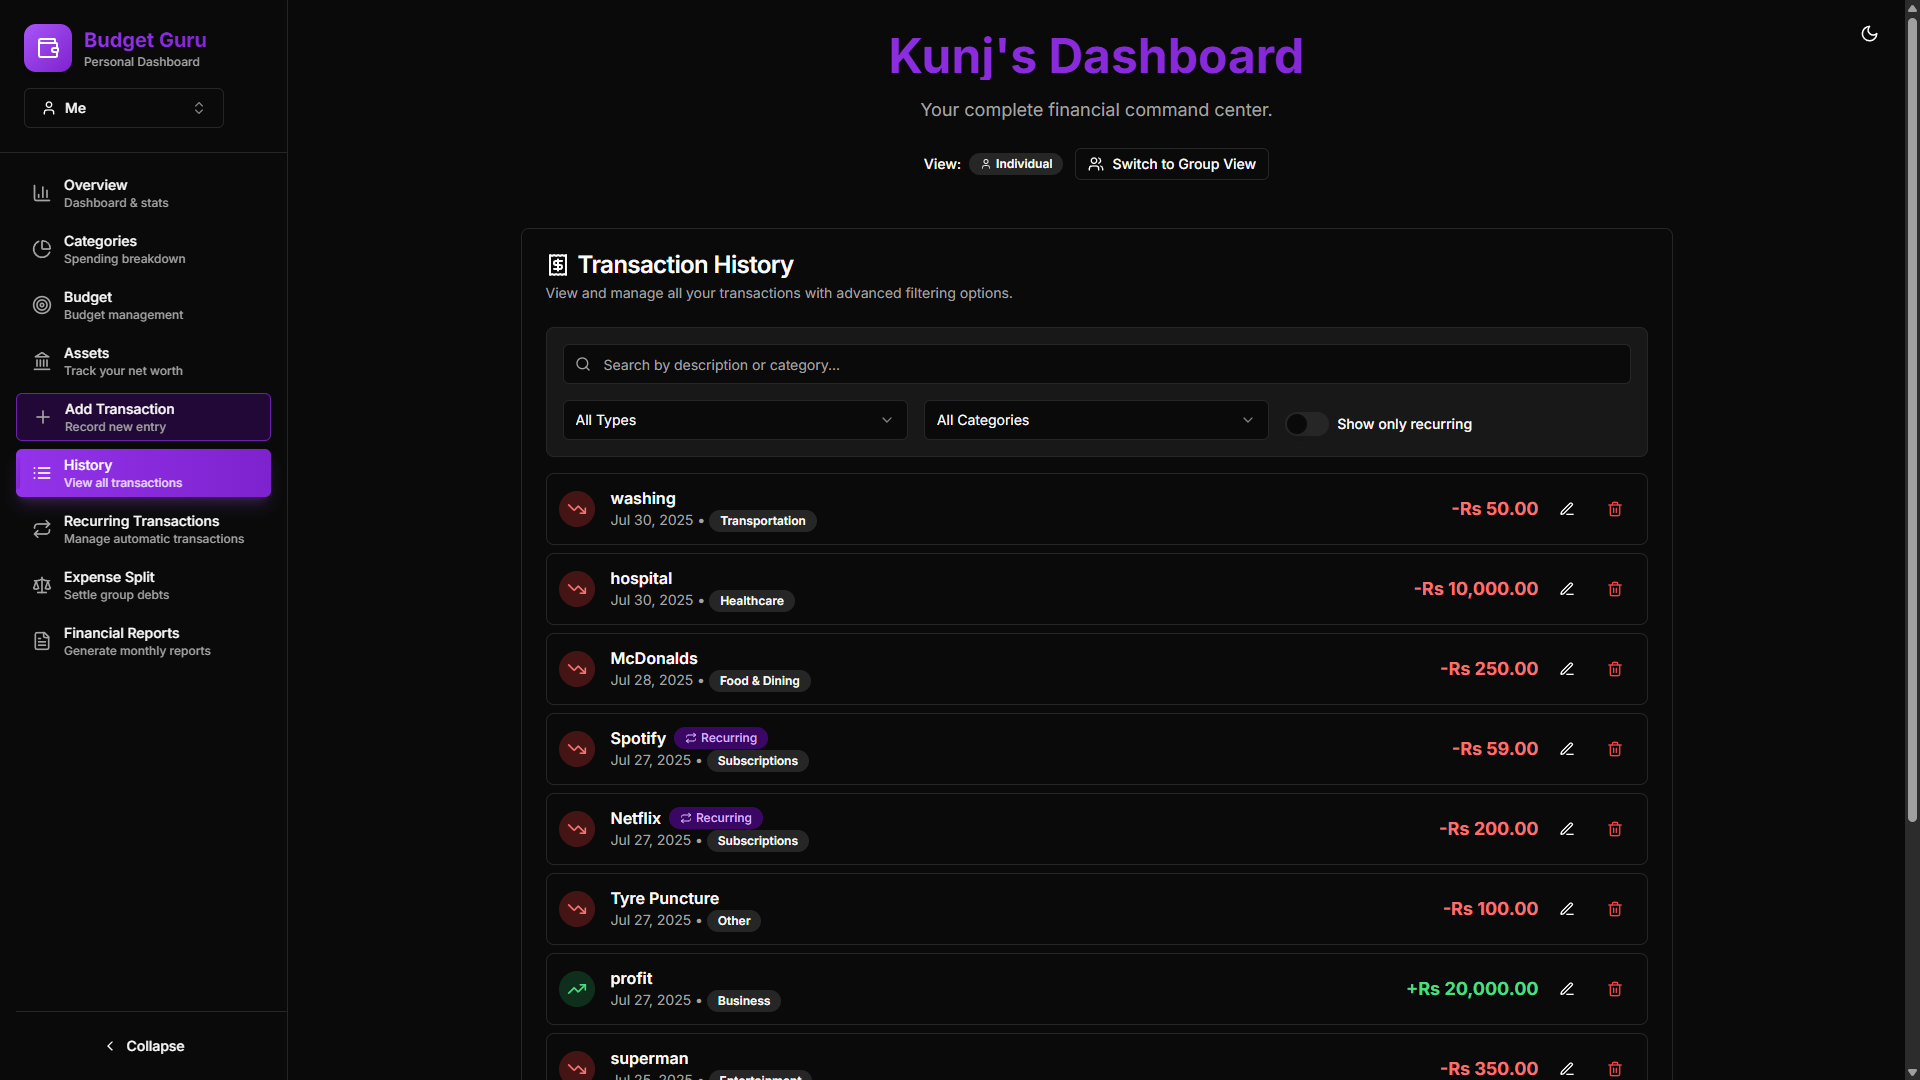 Budget Guru
Personal Dashboard
Me
Overview
Dashboard & stats
Categories
Spending breakdown
Budget
Budget management
Assets
Track your net worth
Add Transaction
Record new entry
History
View all transactions
Recurring Transactions
Manage automatic transactions
Expense Split
Settle group debts
Financial Reports
Generate monthly reports
Collapse
Kunj's Dashboard
Your complete financial command center.
View: Individual Switch to Group View
Transaction History
View and manage all your transactions with advanced filtering options.
Search by description or category...
All Types All Categories Show only recurring
washing
Jul 30, 2025 • Transportation
-Rs 50.00
hospital
Jul 30, 2025 • Healthcare
-Rs 10,000.00
McDonalds
Jul 28, 2025 • Food & Dining
-Rs 250.00
Spotify Recurring
Jul 27, 2025 • Subscriptions
-Rs 59.00
Netflix Recurring
Jul 27, 2025 • Subscriptions
-Rs 200.00
Tyre Puncture
Jul 27, 2025 • Other
-Rs 100.00
profit
Jul 27, 2025 • Business
+Rs 20,000.00
superman
Jul 25, 2025 • Entertainment
-Rs 350.00